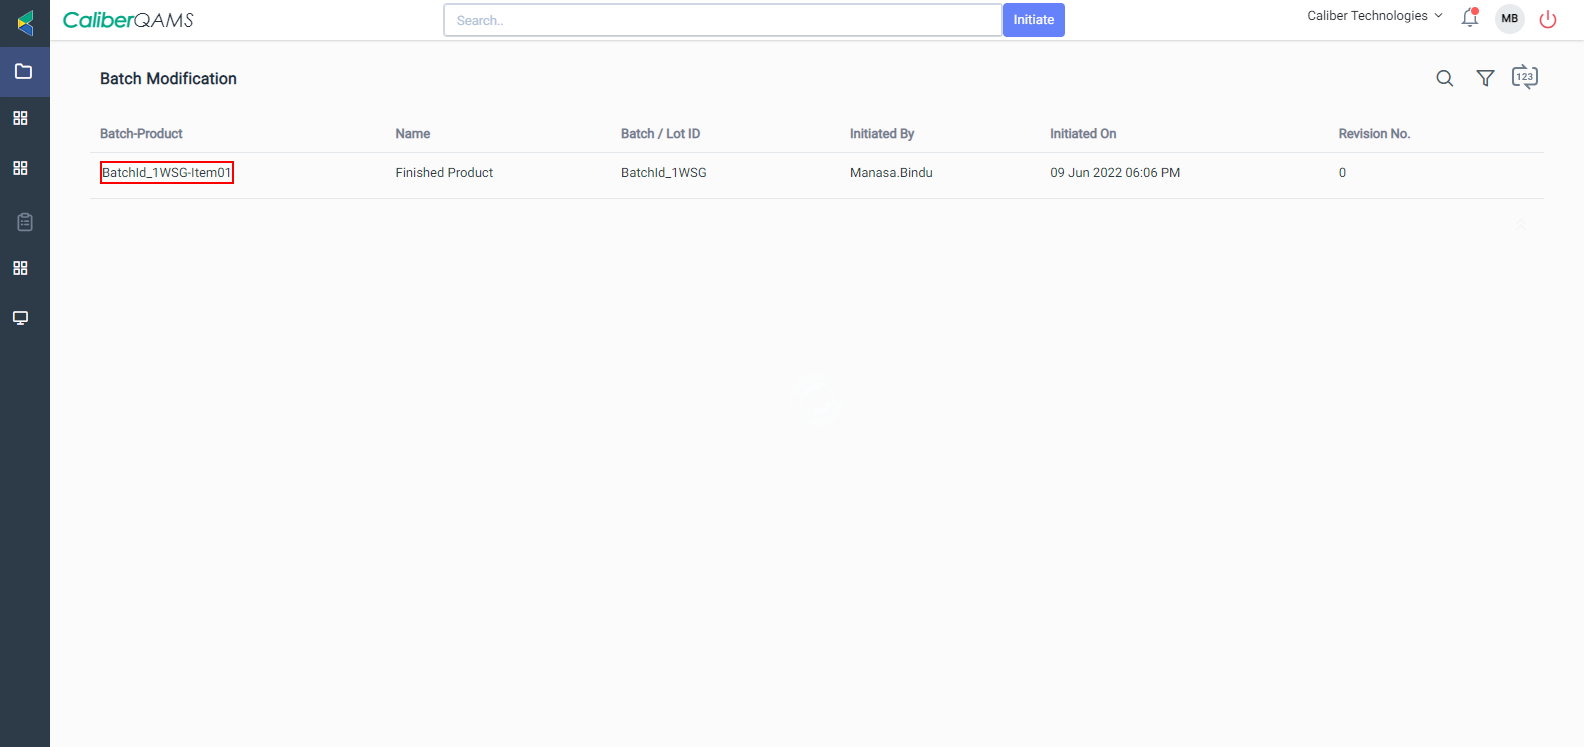 CaliberQAMS
Search..
Initiate
Caliber Technologies
MB
Batch Modification
123
Batch-Product Name Batch / Lot ID Initiated By Initiated On Revision No.
BatchId_1WSG-Item01 Finished Product BatchId_1WSG Manasa.Bindu 09 Jun 2022 06:06 PM 0